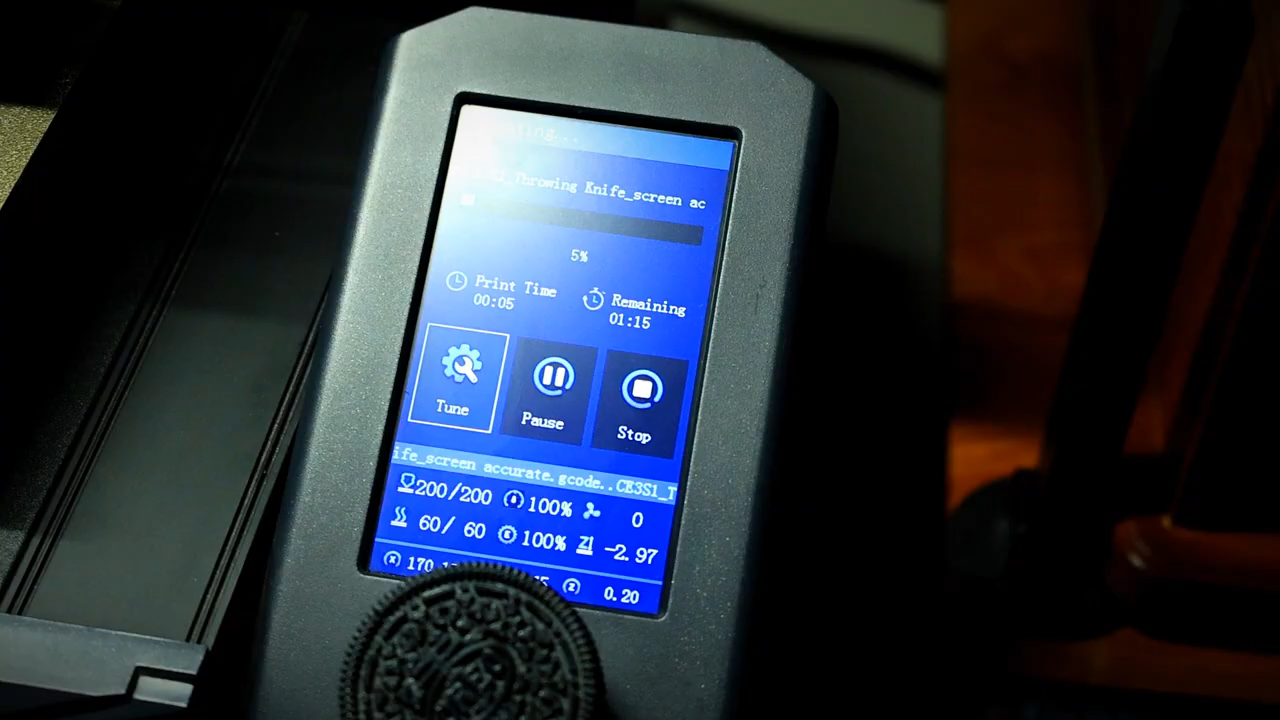 Throwing Knife_screen ac
5%
Print Time
00:05
Remaining
01:15
Tune
Pause
Stop
ife_screen accurate.gcode..CE3S1_T
200/200 100% 0
60/ 60 100% -2.97
0.20